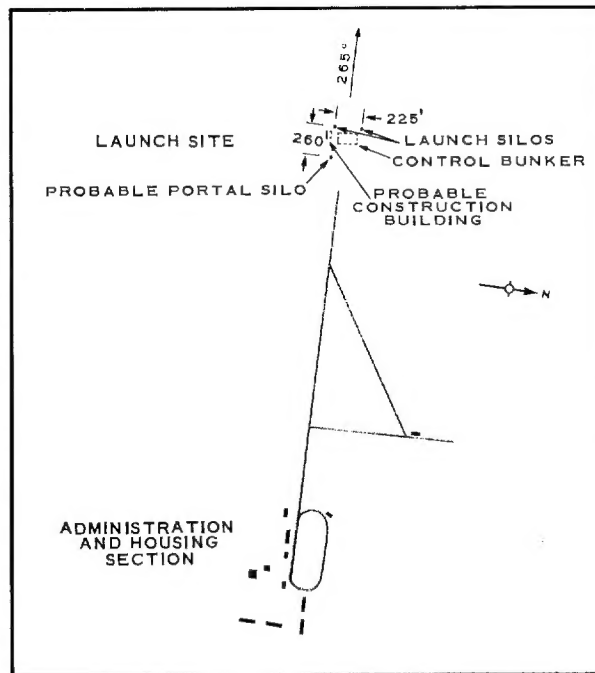 265°
225'
LAUNCH SITE
260'
LAUNCH SILOS
CONTROL BUNKER
PROBABLE PORTAL SILO
PROBABLE
CONSTRUCTION
BUILDING
N
ADMINISTRATION
AND HOUSING
SECTION